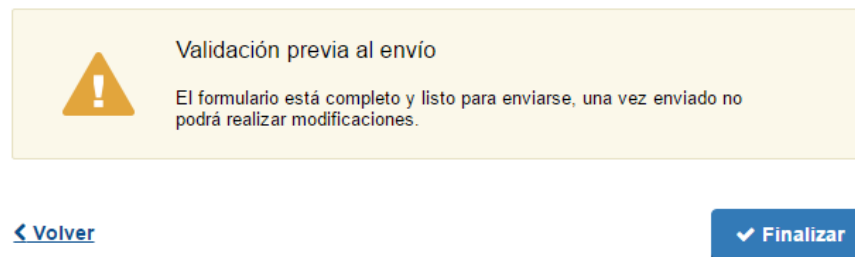 Validación previa al envío
El formulario está completo y listo para enviarse, una vez enviado no
podrá realizar modificaciones.
Volver
Finalizar